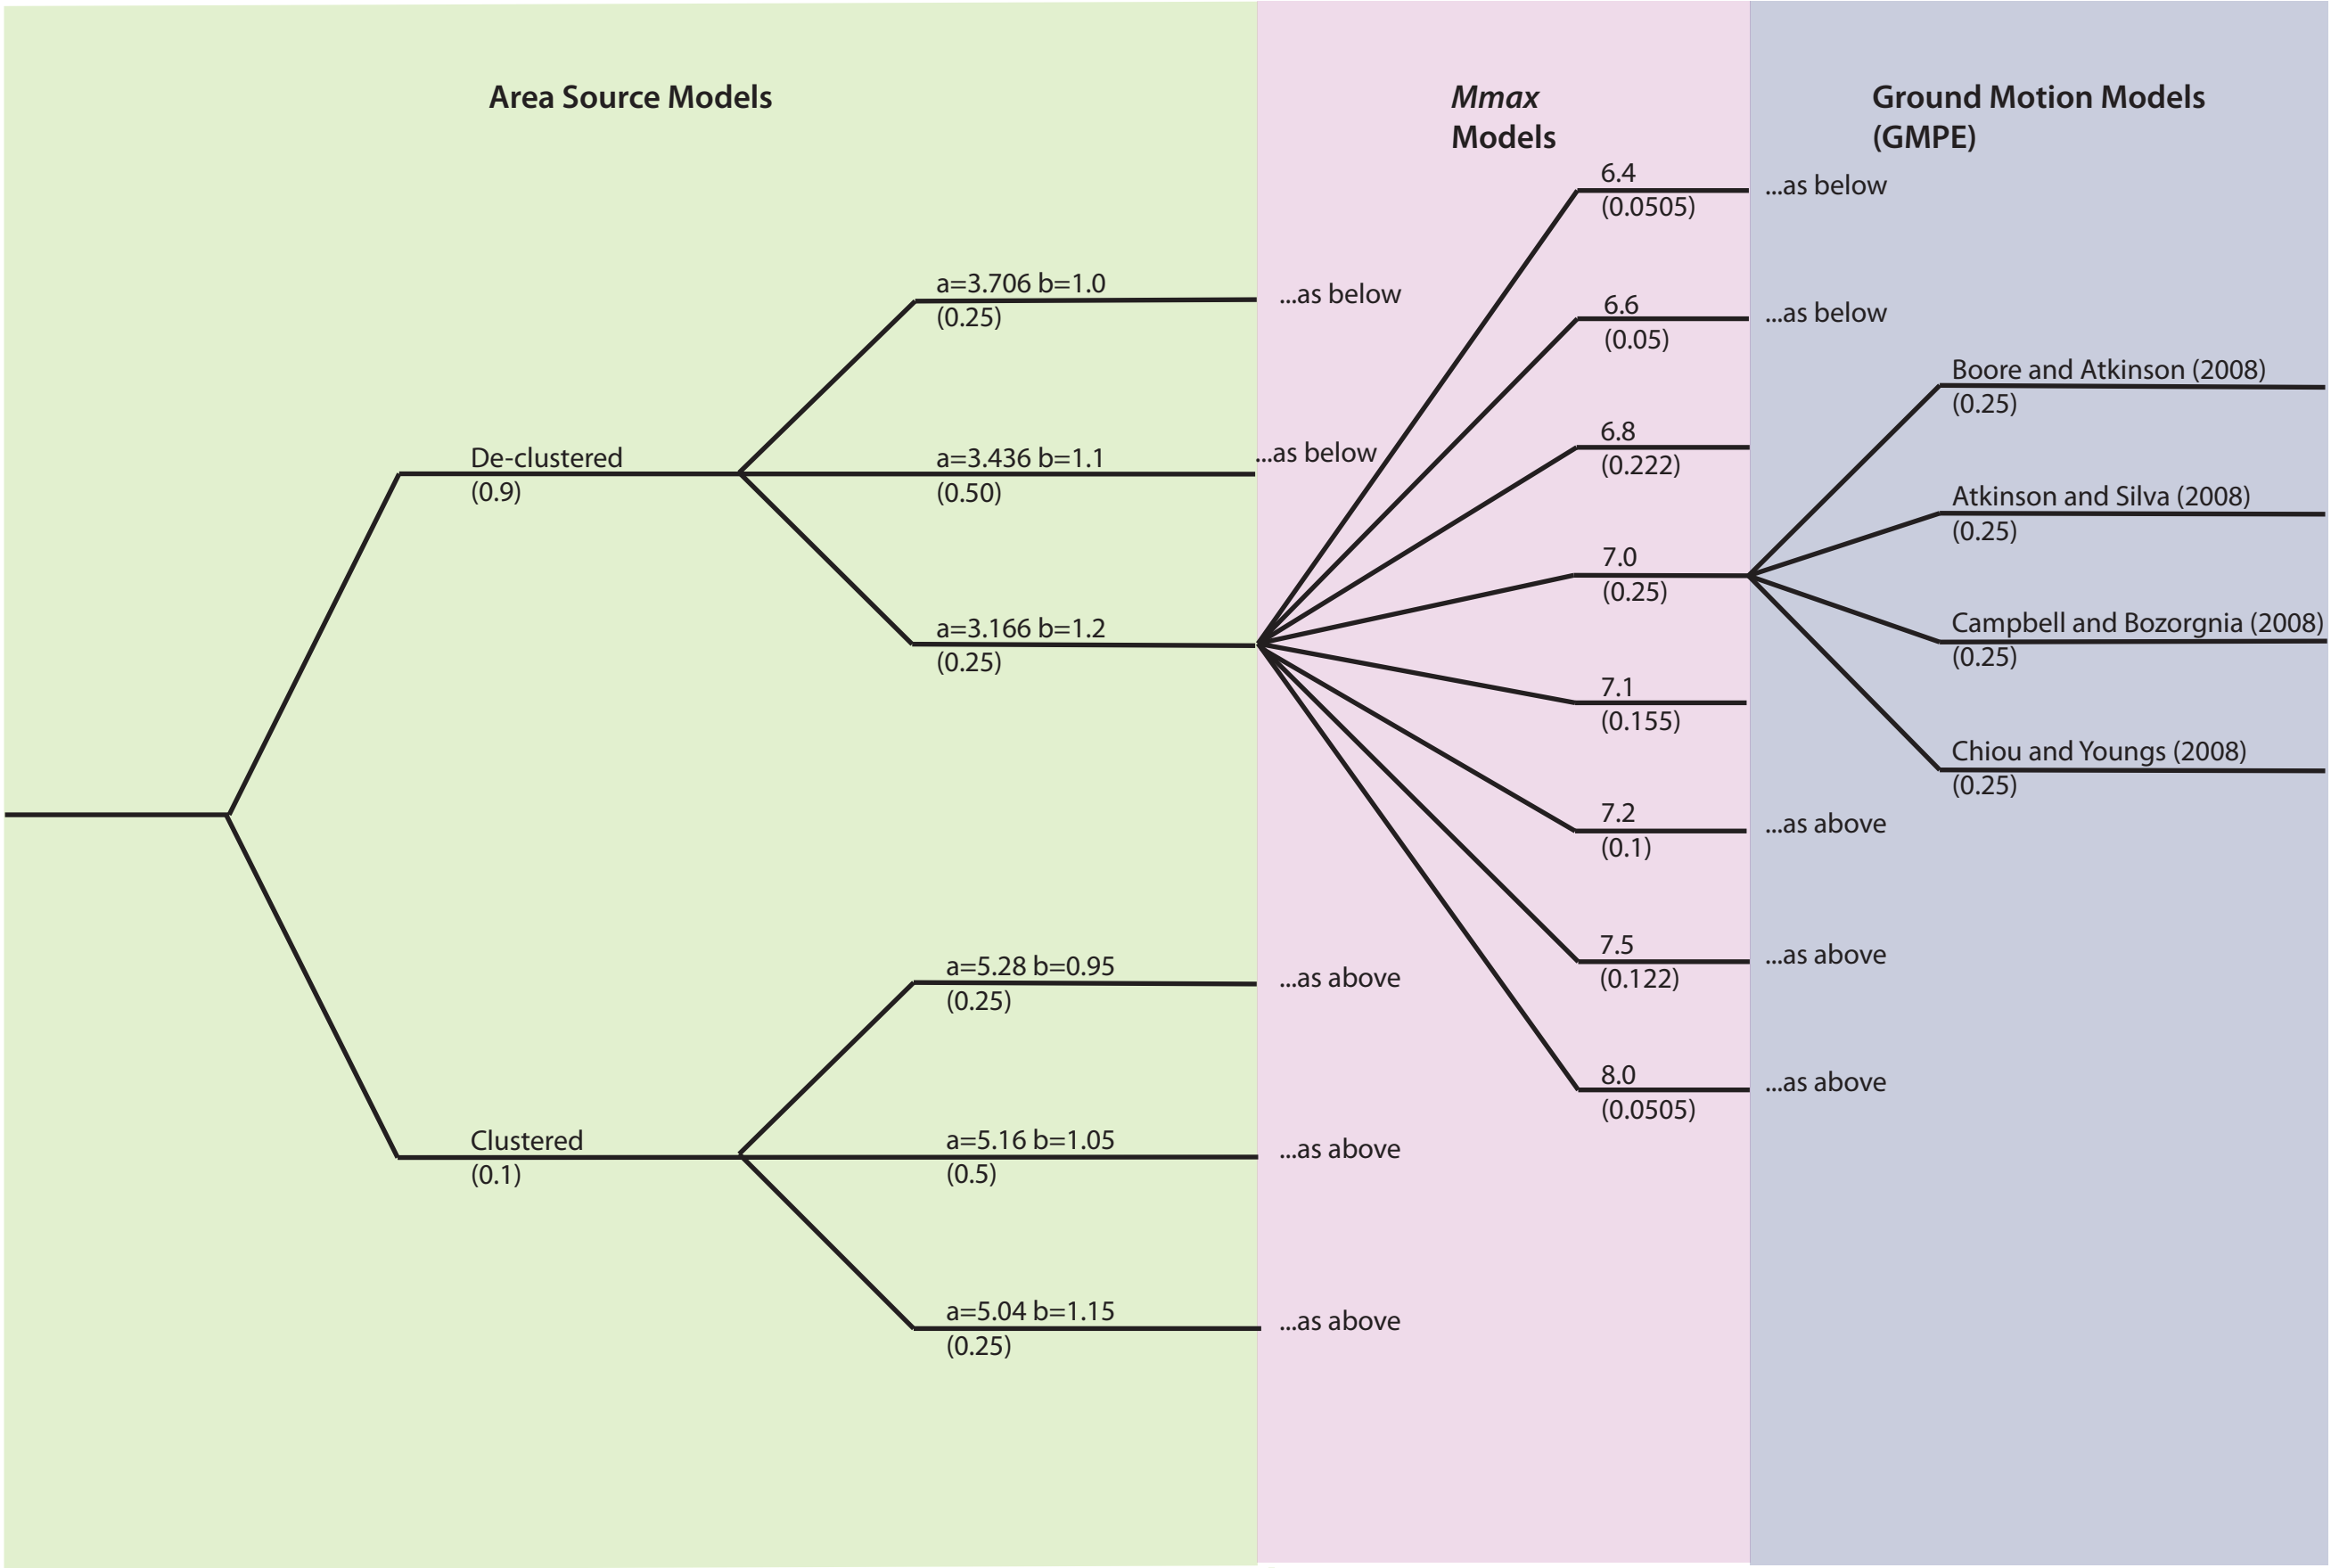 Area Source Models
De-clustered
(0.9)
Clustered
(0.1)
a=3.706 b=1.0
(0.25)
...as below
a=3.436 b=1.1
(0.50)
...as below
a=3.166 b=1.2
(0.25)
a=5.28 b=0.95
(0.25)
...as above
a=5.16 b=1.05
(0.5)
...as above
a=5.04 b=1.15
(0.25)
...as above
Mmax
Models
6.4
(0.0505)
...as below
6.6
(0.05)
...as below
6.8
(0.222)
7.0
(0.25)
7.1
(0.155)
7.2
(0.1)
...as above
7.5
(0.122)
...as above
8.0
(0.0505)
...as above
Ground Motion Models
(GMPE)
Boore and Atkinson (2008)
(0.25)
Atkinson and Silva (2008)
(0.25)
Campbell and Bozorgnia (2008)
(0.25)
Chiou and Youngs (2008)
(0.25)